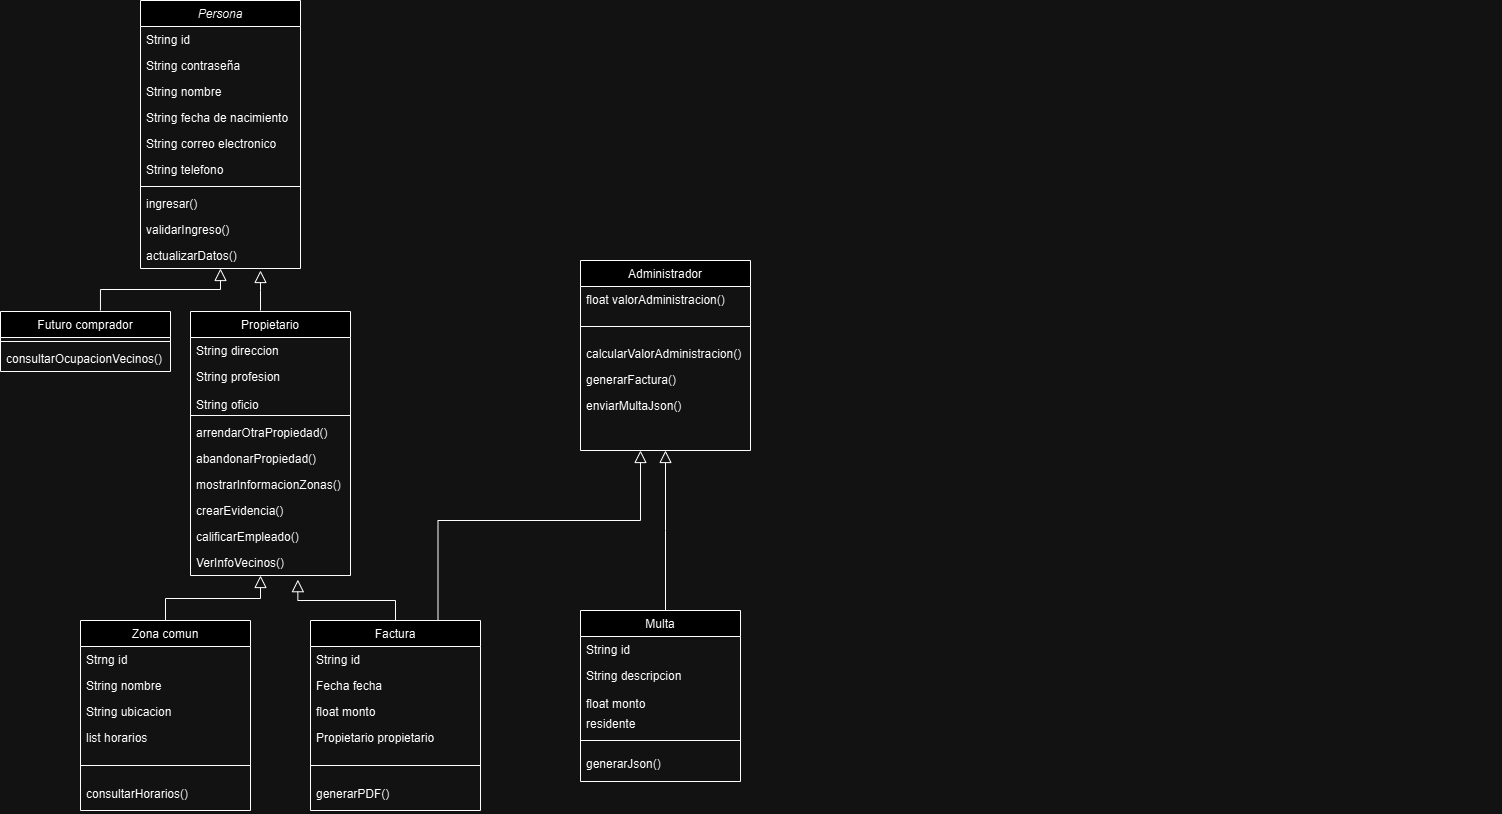 Persona
String id
String contraseña
String nombre
String fecha de nacimiento
String correo electronico
String telefono
ingresar()
validarIngreso()
actualizarDatos()
Futuro comprador
consultarOcupacionVecinos()
Propietario
String direccion
String profesion
String oficio
arrendarOtraPropiedad()
abandonarPropiedad()
mostrarInformacionZonas()
crearEvidencia()
calificarEmpleado()
VerInfoVecinos()
Administrador
float valorAdministracion()
calcularValorAdministracion()
generarFactura()
enviarMultaJson()
Zona comun
Strng id
String nombre
String ubicacion
list horarios
consultarHorarios()
Factura
String id
Fecha fecha
float monto
Propietario propietario
generarPDF()
Multa
String id
String descripcion
float monto
residente
generarJson()